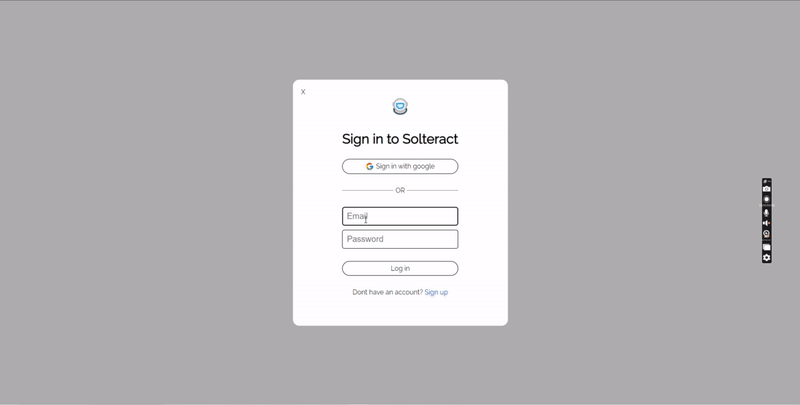 X
Sign in to Solteract
Sign in with google
OR
Email
Password
Log in
Dont have an account? Sign up